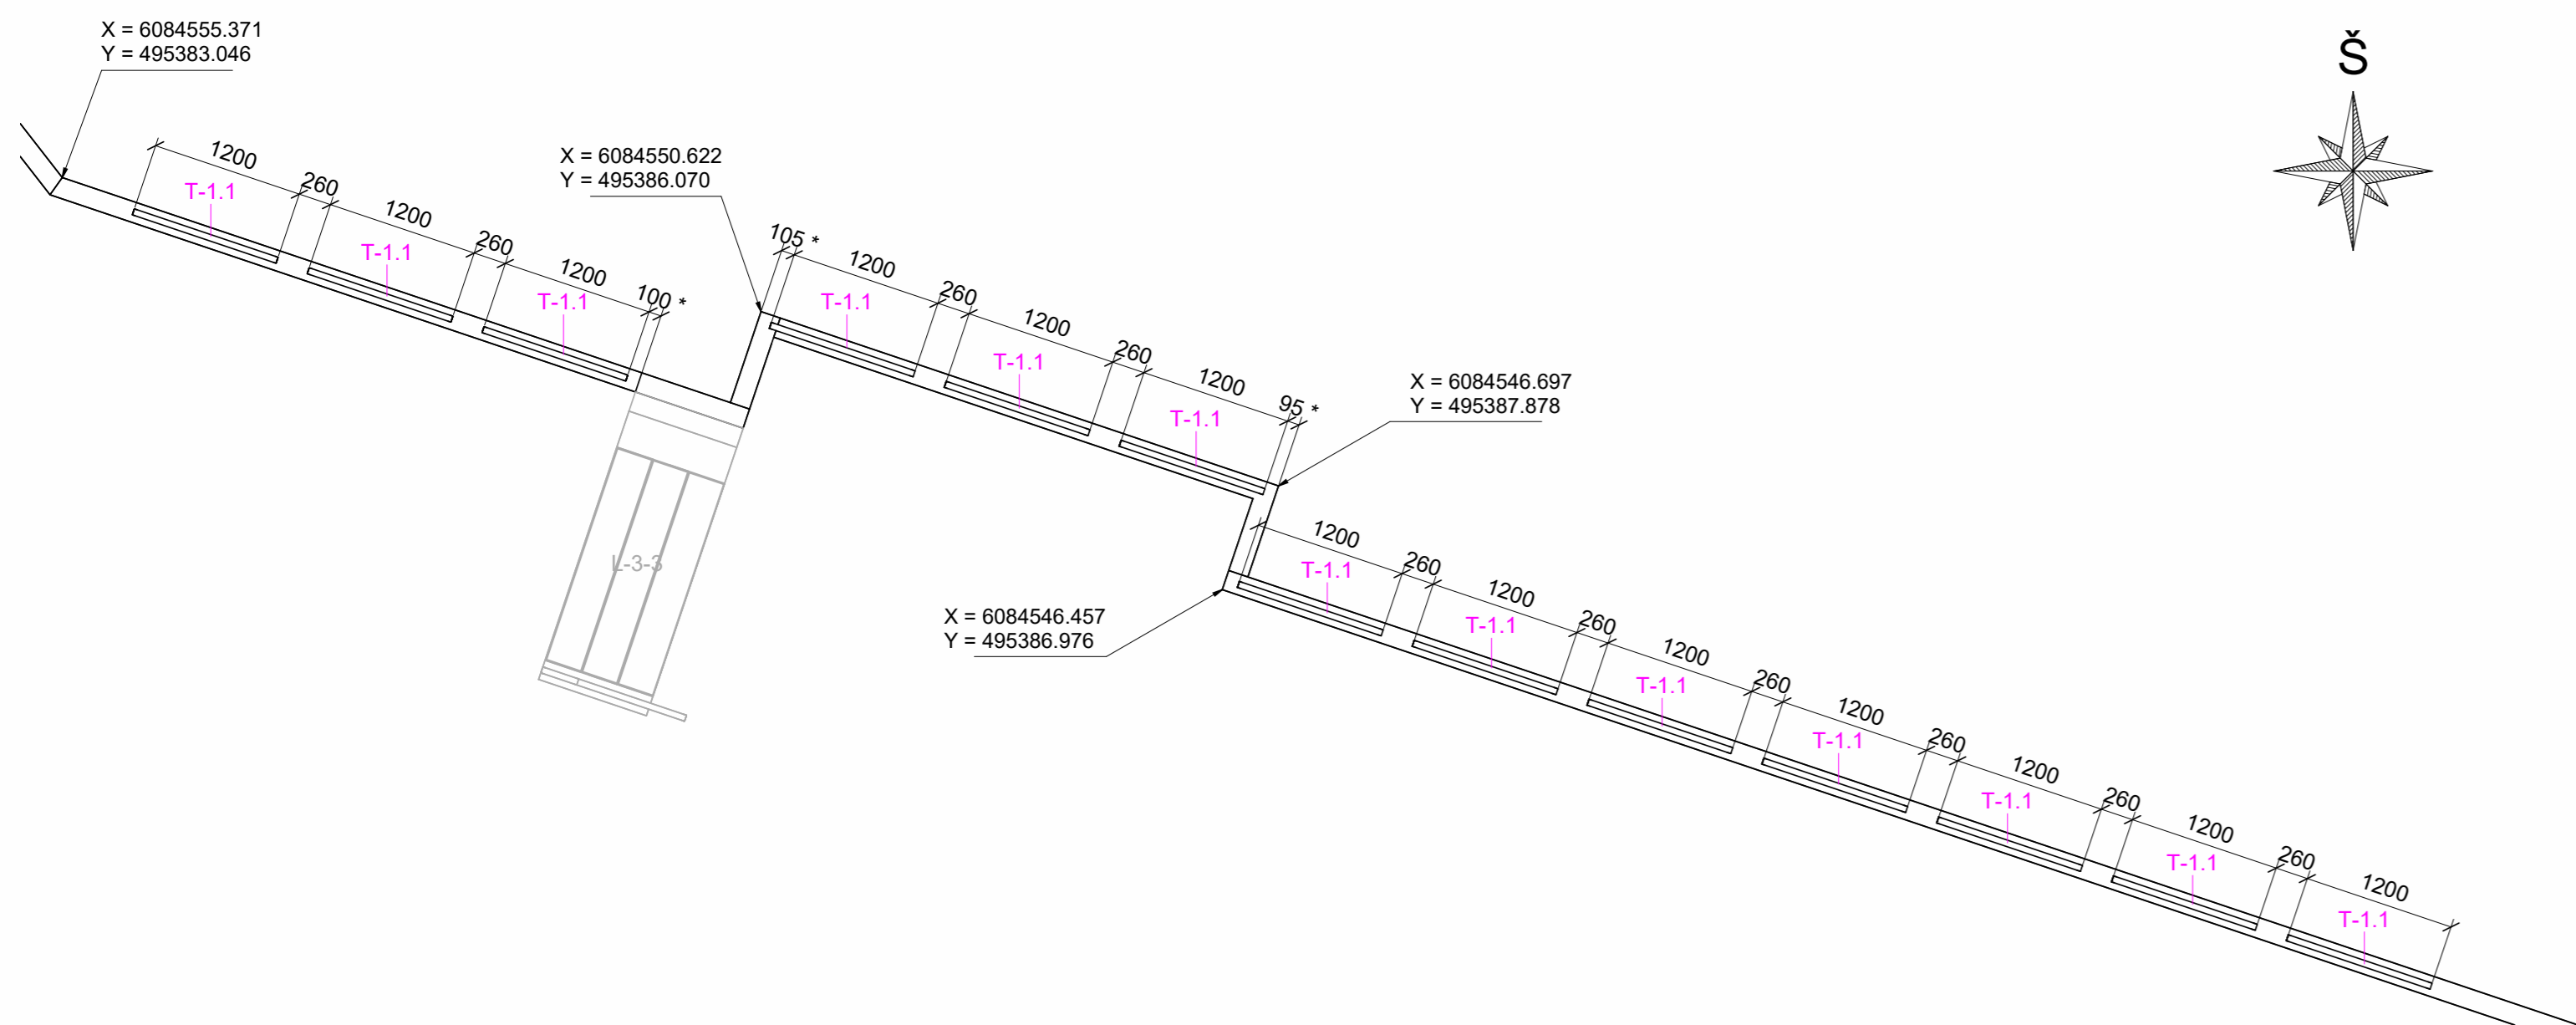 X = 6084555.371
Y = 495383.046
Š
1200
260
1200
260
1200
100 *
T-1.1
T-1.1
T-1.1
X = 6084550.622
Y = 495386.070
105 *
1200
260
1200
260
1200
95 *
T-1.1
T-1.1
T-1.1
X = 6084546.697
Y = 495387.878
L-3-3
X = 6084546.457
Y = 495386.976
1200
260
1200
260
1200
260
1200
260
1200
260
1200
260
1200
T-1.1
T-1.1
T-1.1
T-1.1
T-1.1
T-1.1
T-1.1